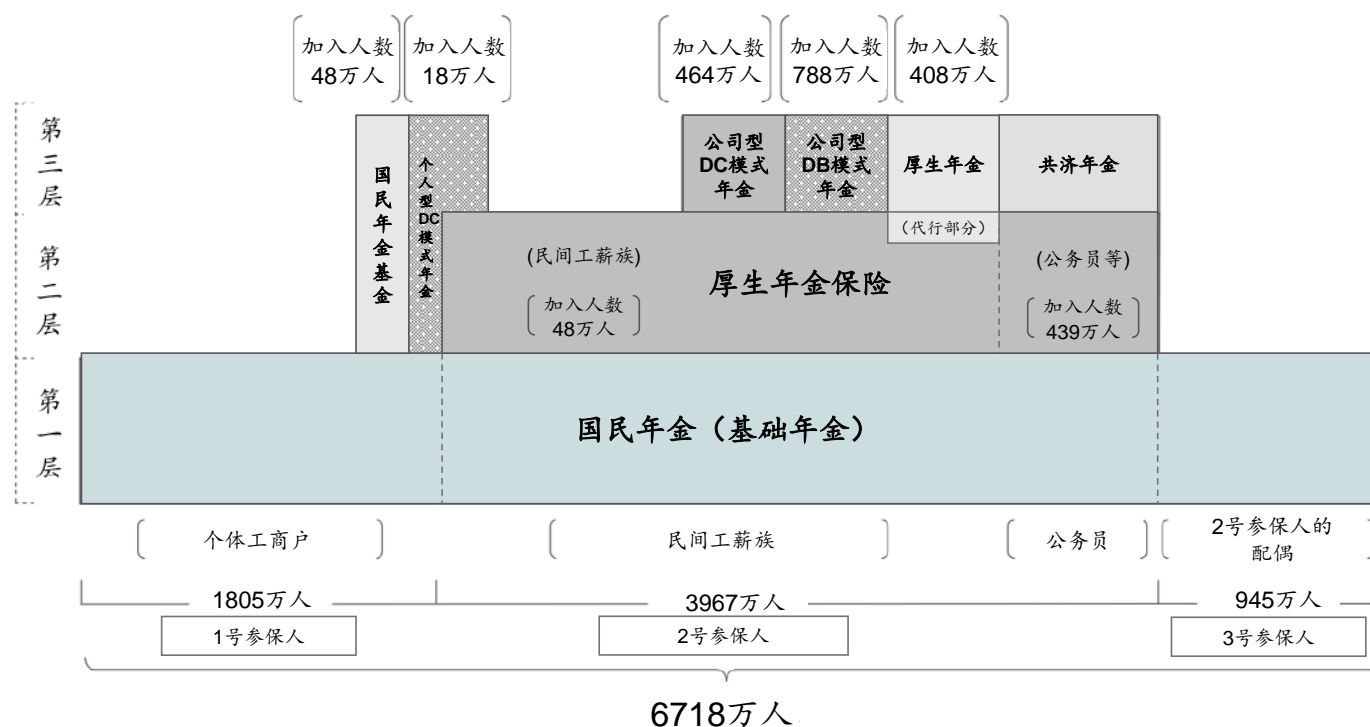 加入人数
48万人
加入人数
18万人
加入人数
464万人
加入人数
788万人
加入人数
408万人
第三层
第二层
第一层
国民年金基金
个人型DC模式年金
公司型
DC模式
年金
公司型
DB模式
年金
厚生年金
共济年金
（代行部分）
(民间工薪族)
厚生年金保险
(公务员等)
加入人数
48万人
加入人数
439万人
国民年金（基础年金）
个体工商户
民间工薪族
公务员
2号参保人的
配偶
1805万人
3967万人
945万人
1号参保人
2号参保人
3号参保人
6718万人